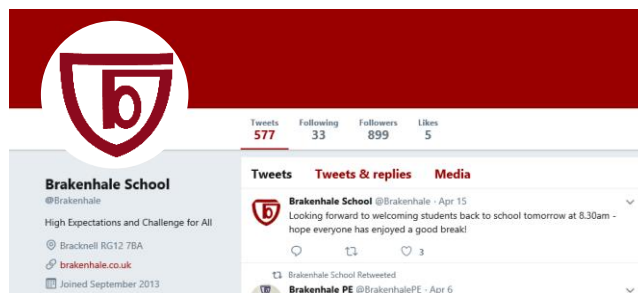 b
Tweets Following Followers Likes
577 33 899 5
Brakenhale School
@Brakenhale
High Expectations and Challenge for All
Bracknell RG12 7BA
brakenhale.co.uk
Joined September 2013
Tweets Tweets & replies Media
Brakenhale School @Brakenhale · Apr 15
Looking forward to welcoming students back to school tomorrow at 8.30am -
hope everyone has enjoyed a good break!
3
Brakenhale School Retweeted
Brakenhale PE @BrakenhalePE · Apr 6